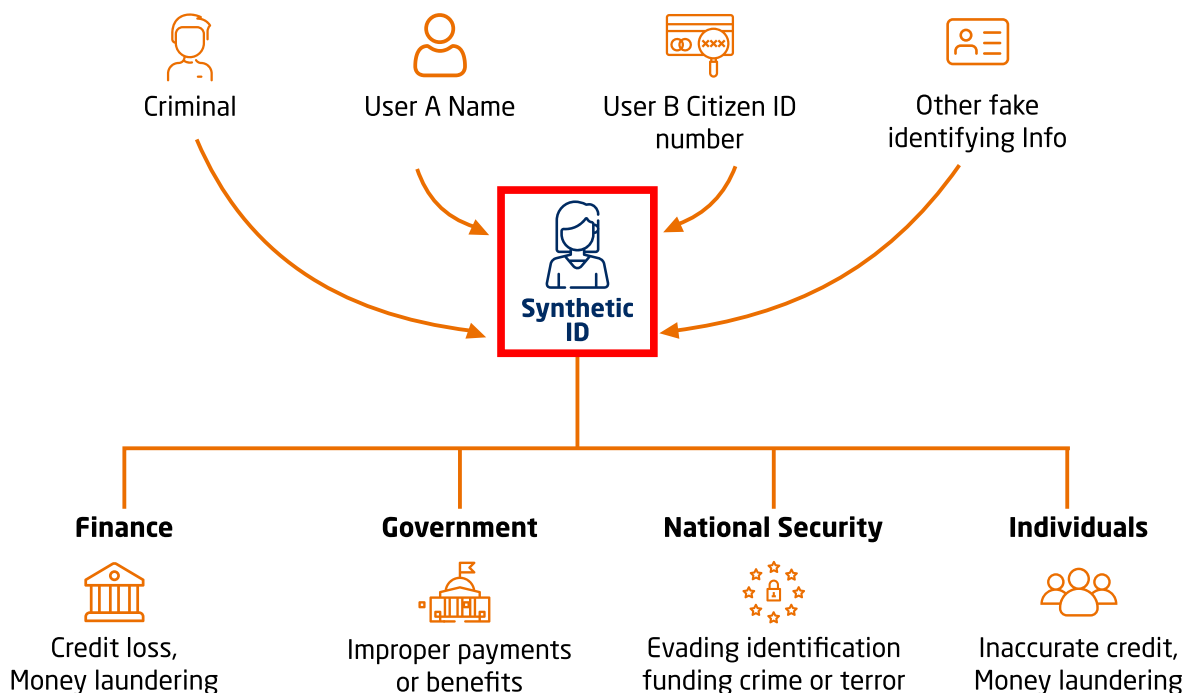 Criminal
User A Name
User B Citizen ID
number
Other fake
identifying Info
xxx
Synthetic
ID
Finance
Government
National Security
Individuals
Credit loss,
Money laundering
Improper payments
or benefits
Evading identification
funding crime or terror
Inaccurate credit,
Money laundering